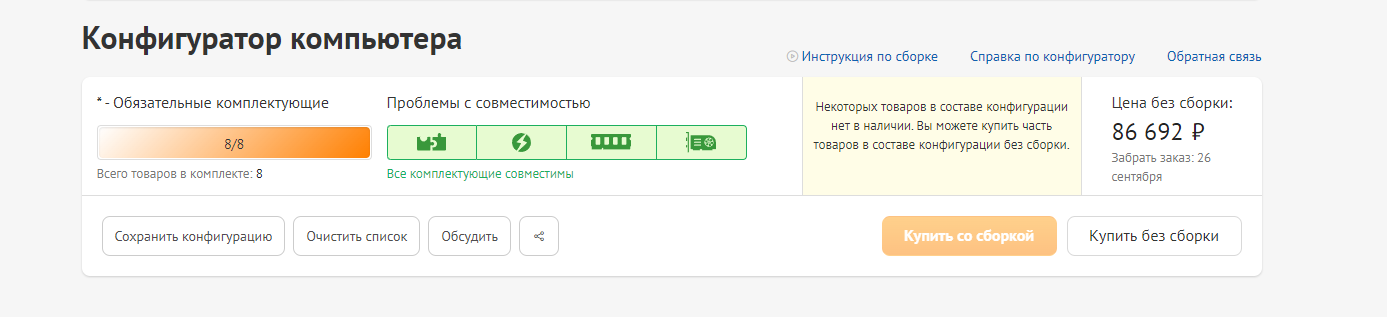 Конфигуратор компьютера
Инструкция по сборке
Справка по конфигуратору
Обратная связь
* - Обязательные комплектующие
8/8
Всего товаров в комплекте: 8
Проблемы с совместимостью
Все комплектующие совместимы
Некоторых товаров в составе конфигурации
нет в наличии. Вы можете купить часть
товаров в составе конфигурации без сборки.
Цена без сборки:
86 692 ₽
Забрать заказ: 26
сентября
Сохранить конфигурацию
Очистить список
Обсудить
Купить со сборкой
Купить без сборки